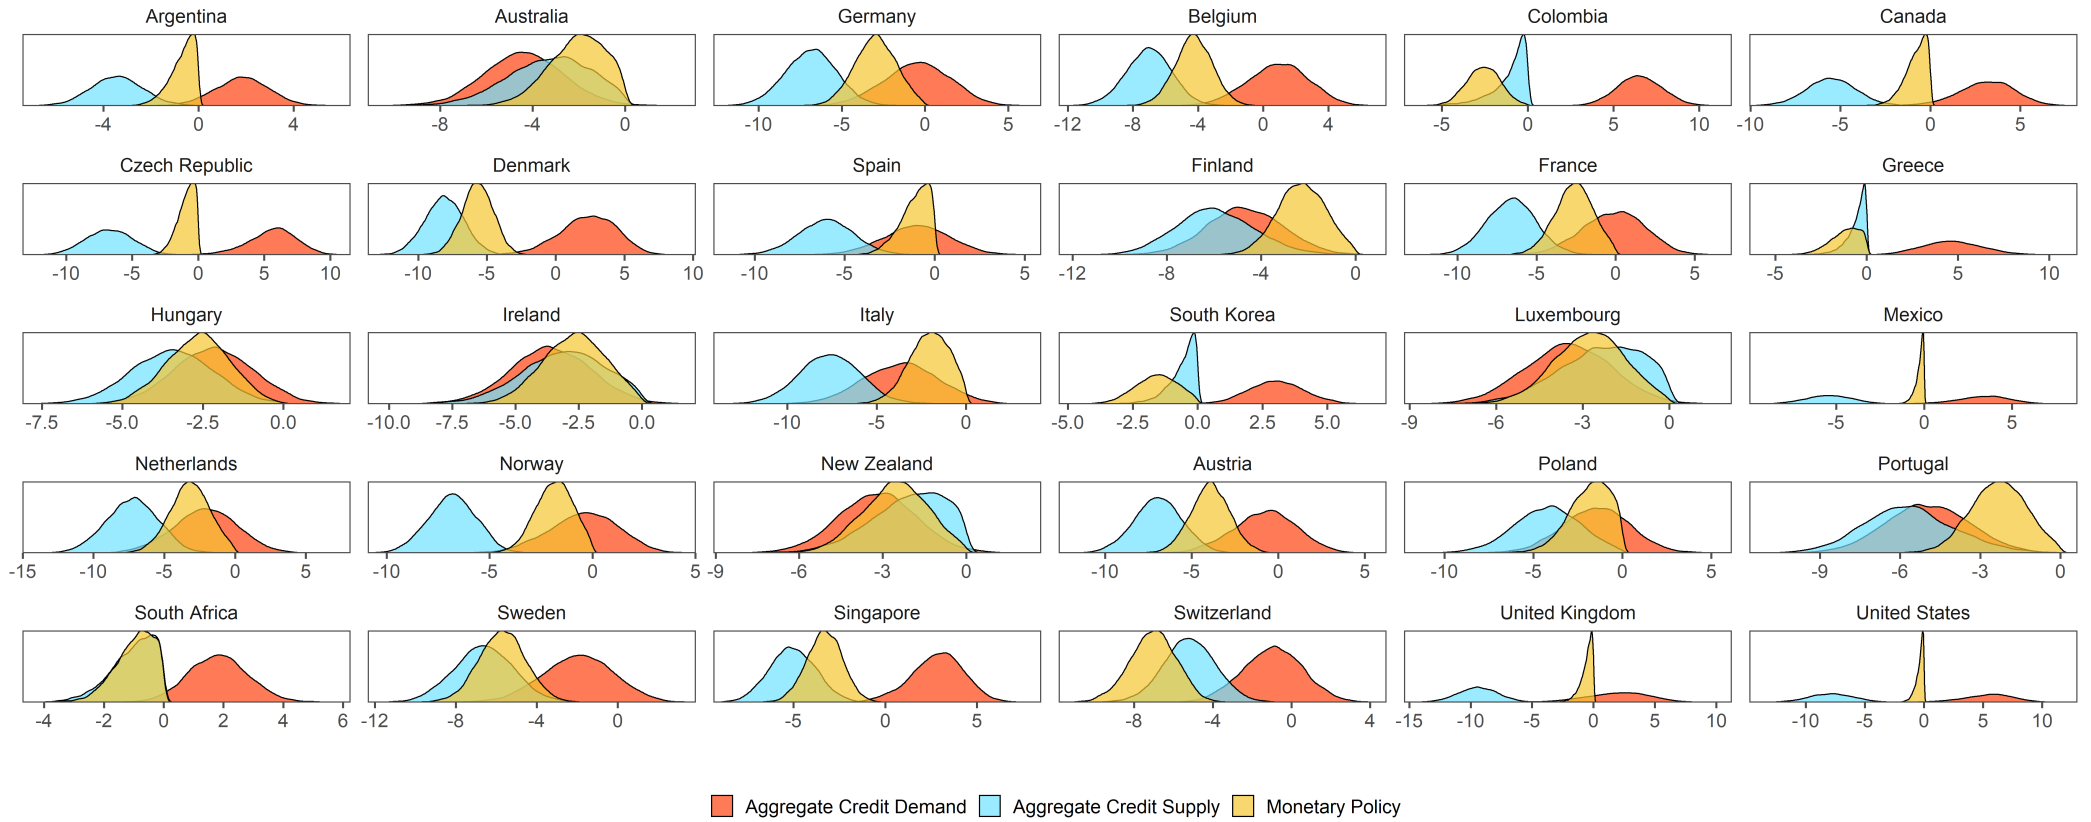 Argentina Australia Germany Belgium Colombia Canada
-4 0 4 -8 -4 0 -10 -5 0 5 -12 -8 -4 0 4 -5 0 5 10 -10 -5 0 5
Czech Republic Denmark Spain Finland France Greece
-10 -5 0 5 10 -10 -5 0 5 10 -10 -5 0 5 -12 -8 -4 0 -10 -5 0 5 -5 0 5 10
Hungary Ireland Italy South Korea Luxembourg Mexico
-7.5 -5.0 -2.5 0.0 -10.0 -7.5 -5.0 -2.5 0.0 -10 -5 0 -5.0 -2.5 0.0 2.5 5.0 -9 -6 -3 0 -5 0 5
Netherlands Norway New Zealand Austria Poland Portugal
-15 -10 -5 0 5 -10 -5 0 5 -9 -6 -3 0 -10 -5 0 5 -10 -5 0 5 -9 -6 -3 0
South Africa Sweden Singapore Switzerland United Kingdom United States
-4 -2 0 2 4 6 -12 -8 -4 0 -5 0 5 -8 -4 0 4 -15 -10 -5 0 5 10 -10 -5 0 5 10
Aggregate Credit Demand Aggregate Credit Supply Monetary Policy